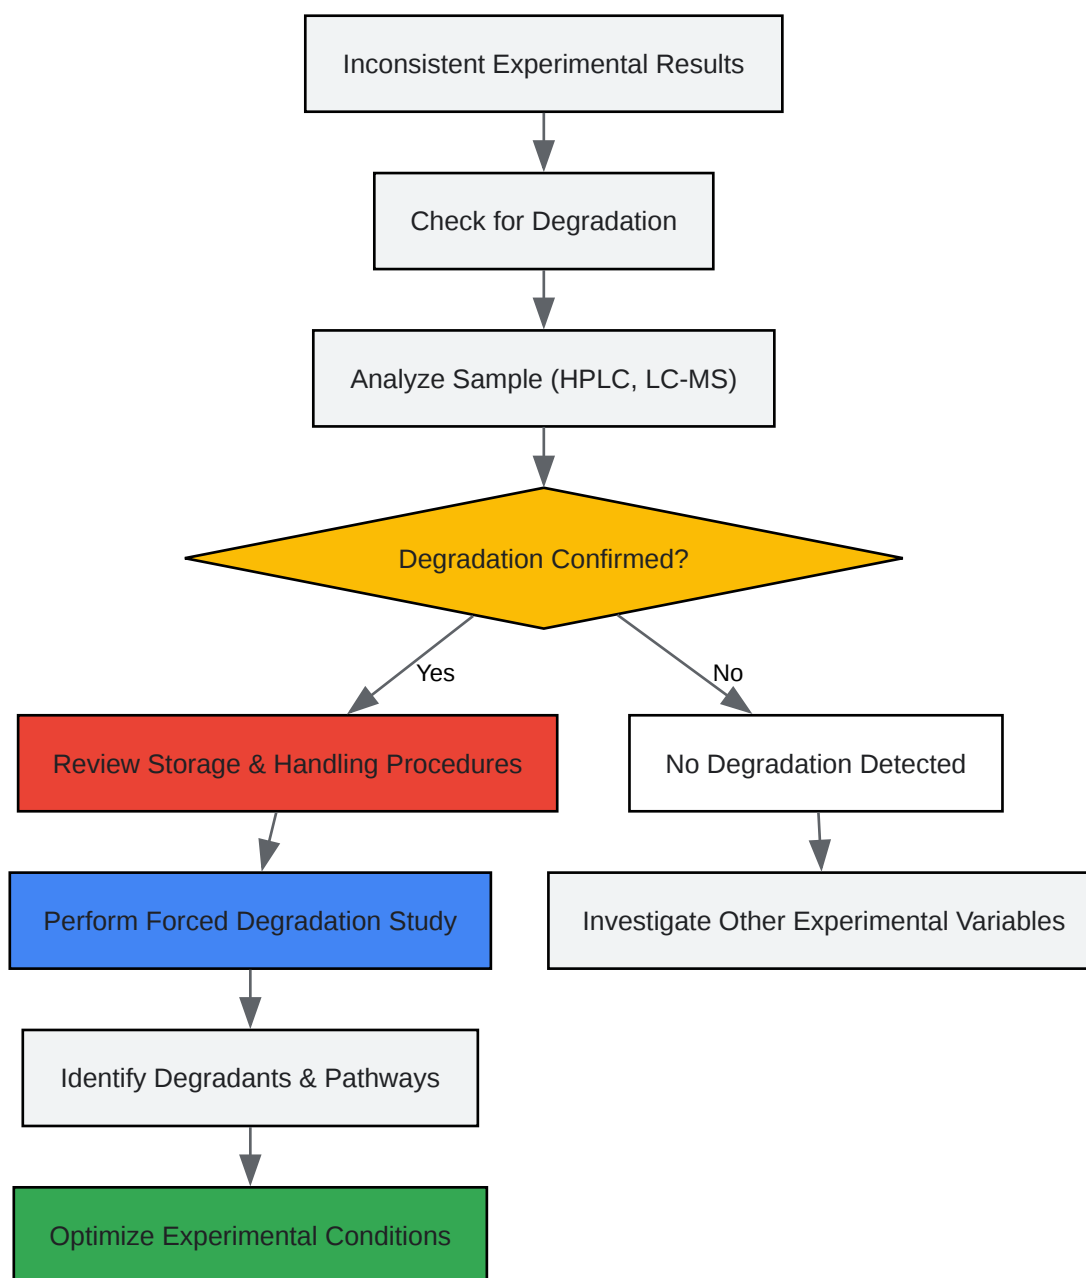 Inconsistent Experimental Results
Check for Degradation
Analyze Sample (HPLC, LC-MS)
Degradation Confirmed?
Yes
No
Review Storage & Handling Procedures
No Degradation Detected
Perform Forced Degradation Study
Investigate Other Experimental Variables
Identify Degradants & Pathways
Optimize Experimental Conditions